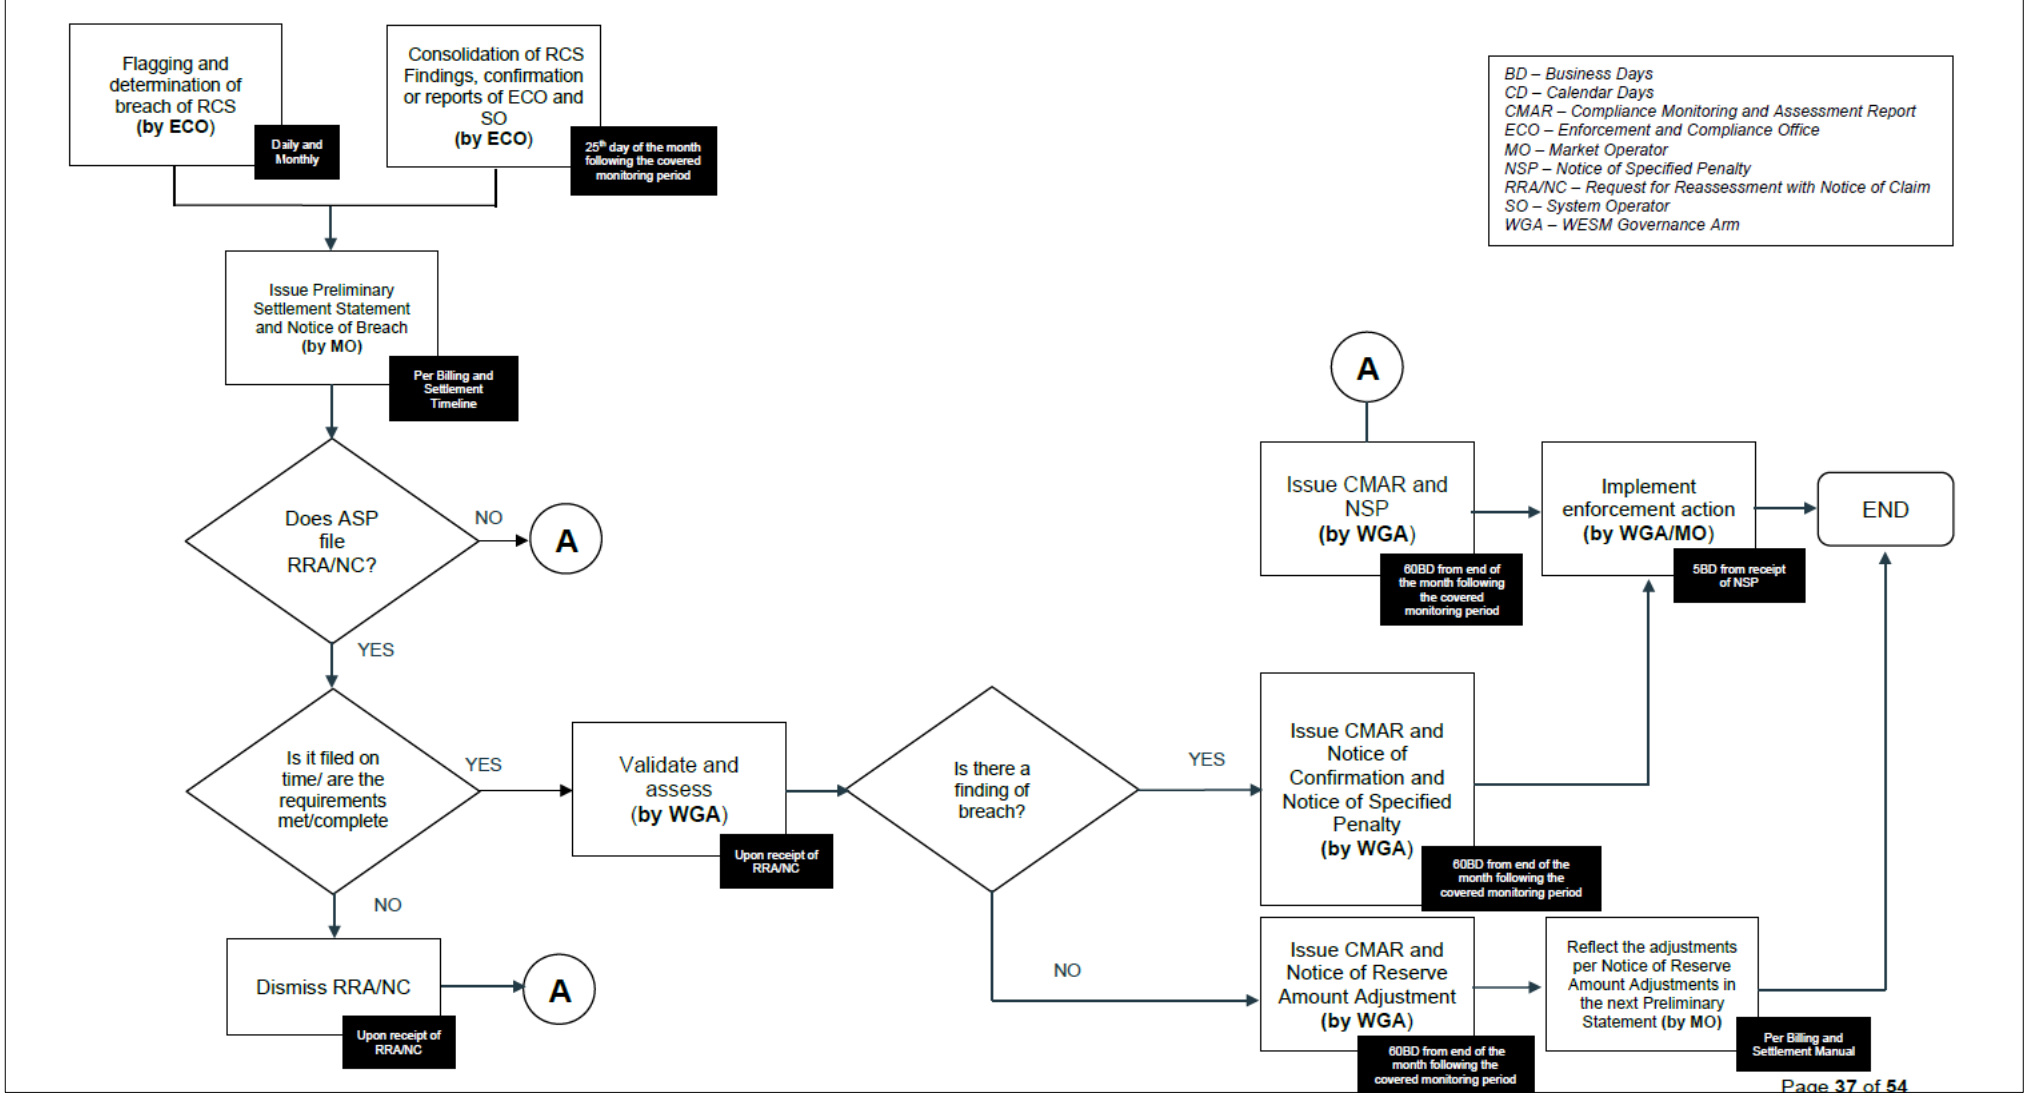 Flagging and
determination of
breach of RCS
(by ECO)
Daily and
Monthly
Consolidation of RCS
Findings, confirmation
or reports of ECO and
SO
(by ECO)
25th day of the month
following the covered
monitoring period
BD – Business Days
CD – Calendar Days
CMAR – Compliance Monitoring and Assessment Report
ECO – Enforcement and Compliance Office
MO – Market Operator
NSP – Notice of Specified Penalty
RRA/NC – Request for Reassessment with Notice of Claim
SO – System Operator
WGA – WESM Governance Arm
Issue Preliminary
Settlement Statement
and Notice of Breach
(by MO)
Per Billing and
Settlement
Timeline
Does ASP
file
RRA/NC?
NO
A
YES
A
Issue CMAR and
NSP
(by WGA)
60BD from end of
the month following
the covered
monitoring period
Implement
enforcement action
(by WGA/MO)
5BD from receipt
of NSP
END
Is it filed on
time/ are the
requirements
met/complete
YES
NO
Validate and
assess
(by WGA)
Upon receipt of
RRA/NC
Is there a
finding of
breach?
YES
NO
Issue CMAR and
Notice of
Confirmation and
Notice of Specified
Penalty
(by WGA)
60BD from end of the
month following the
covered monitoring period
Dismiss RRA/NC
Upon receipt of
RRA/NC
A
Issue CMAR and
Notice of Reserve
Amount Adjustment
(by WGA)
60BD from end of the
month following the
covered monitoring period
Reflect the adjustments
per Notice of Reserve
Amount Adjustments in
the next Preliminary
Statement (by MO)
Per Billing and
Settlement Manual
Page 37 of 54